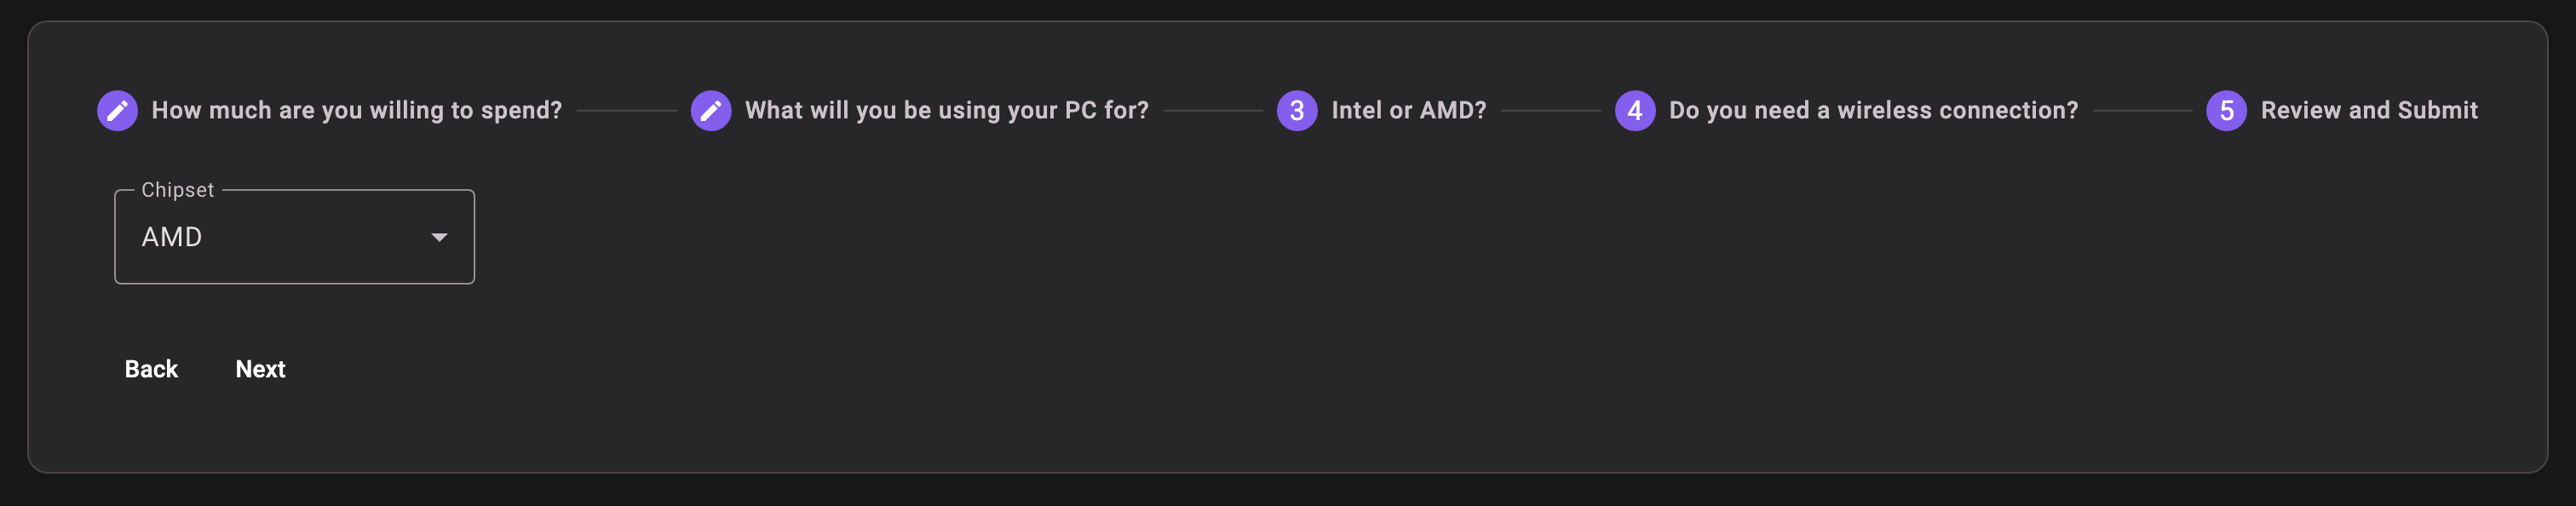 How much are you willing to spend?
What will you be using your PC for?
3 Intel or AMD?
4 Do you need a wireless connection?
5 Review and Submit
Chipset
AMD
Back
Next